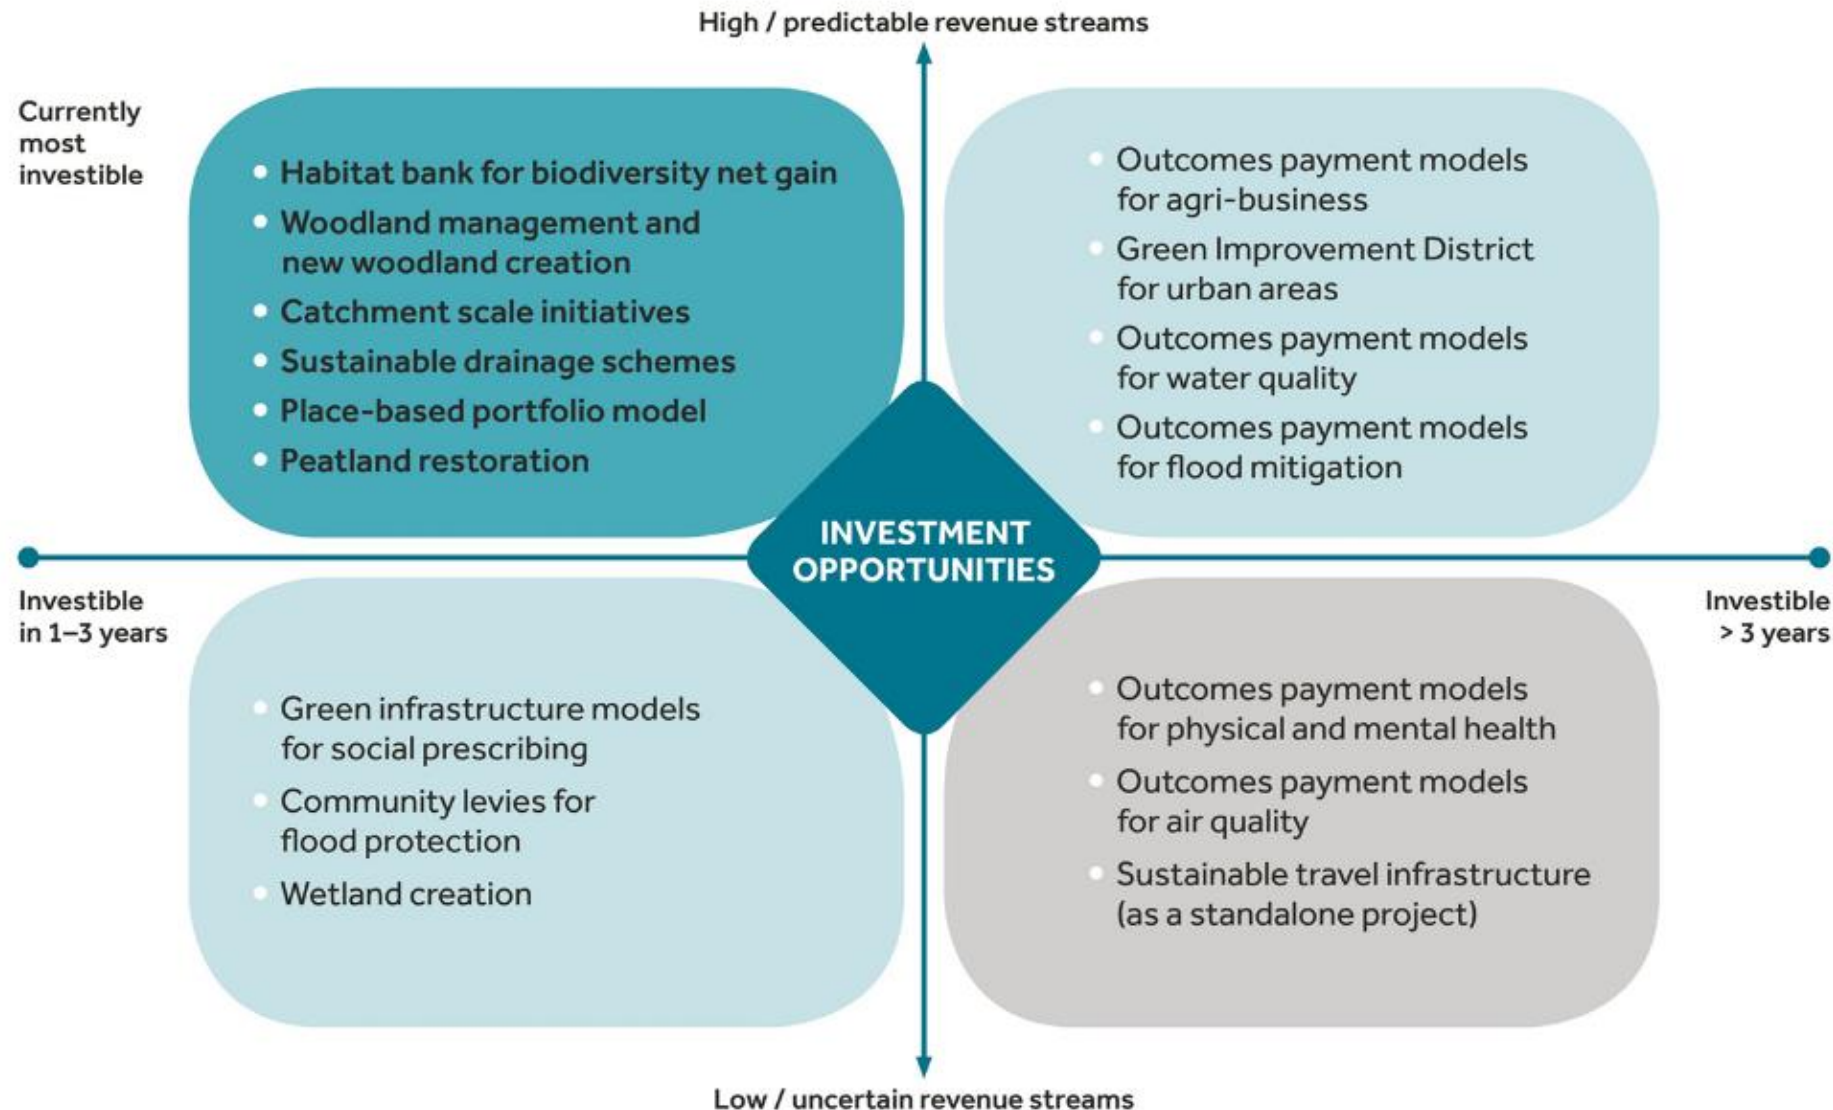 High / predictable revenue streams
Currently
most
investible
• Habitat bank for biodiversity net gain
• Woodland management and
new woodland creation
• Catchment scale initiatives
• Sustainable drainage schemes
• Place-based portfolio model
• Peatland restoration
• Outcomes payment models
for agri-business
• Green Improvement District
for urban areas
• Outcomes payment models
for water quality
• Outcomes payment models
for flood mitigation
INVESTMENT
OPPORTUNITIES
Investible
in 1–3 years
Investible
> 3 years
• Green infrastructure models
for social prescribing
• Community levies for
flood protection
• Wetland creation
• Outcomes payment models
for physical and mental health
• Outcomes payment models
for air quality
• Sustainable travel infrastructure
(as a standalone project)
Low / uncertain revenue streams